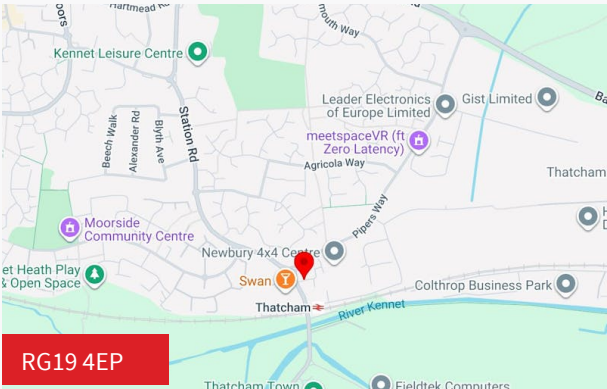 Hartmead Rd
mouth Way
Kennet Leisure Centre
Leader Electronics
of Europe Limited
Gist Limited
Station Rd
Beech Walk
Alexander Rd
Blyth Ave
meetspaceVR (ft
Zero Latency)
Agricola Way
Thatcham
Pipers Way
Moorside
Community Centre
Newbury 4x4 Centre
et Heath Play
& Open Space
Swan
Colthrop Business Park
Thatcham
River Kennet
RG19 4EP
Thatcham Town
Fieldtek Computers